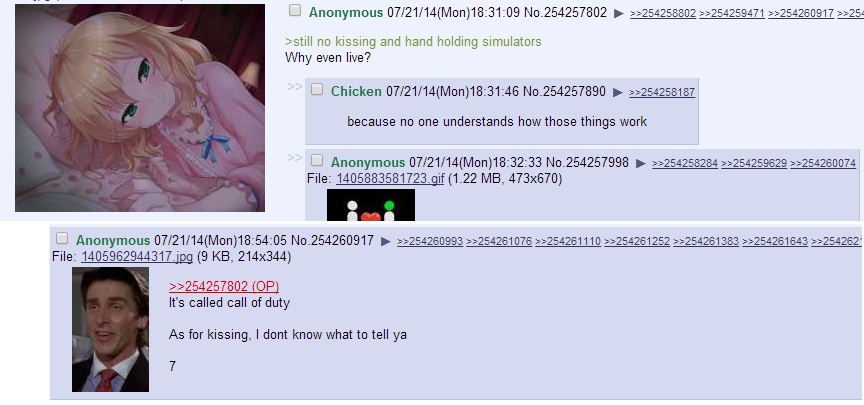 Anonymous 07/21/14(Mon)18:31:09 No.254257802 ▶ >>254258802 >>254259471 >>254260917 >>254
>still no kissing and hand holding simulators
Why even live?
>> Chicken 07/21/14(Mon)18:31:46 No.254257890 ▶ >>254258187
because no one understands how those things work
>> Anonymous 07/21/14(Mon)18:32:33 No.254257998 ▶ >>254258284 >>254259629 >>254260074
File: 1405883581723.gif (1.22 MB, 473x670)
Anonymous 07/21/14(Mon)18:54:05 No.254260917 ▶ >>254260993 >>254261076 >>254261110 >>254261252 >>254261383 >>254261643 >>2542621
File: 1405962944317.jpg (9 KB, 214x344)
>>254257802 (OP)
It's called call of duty
As for kissing, I dont know what to tell ya
7